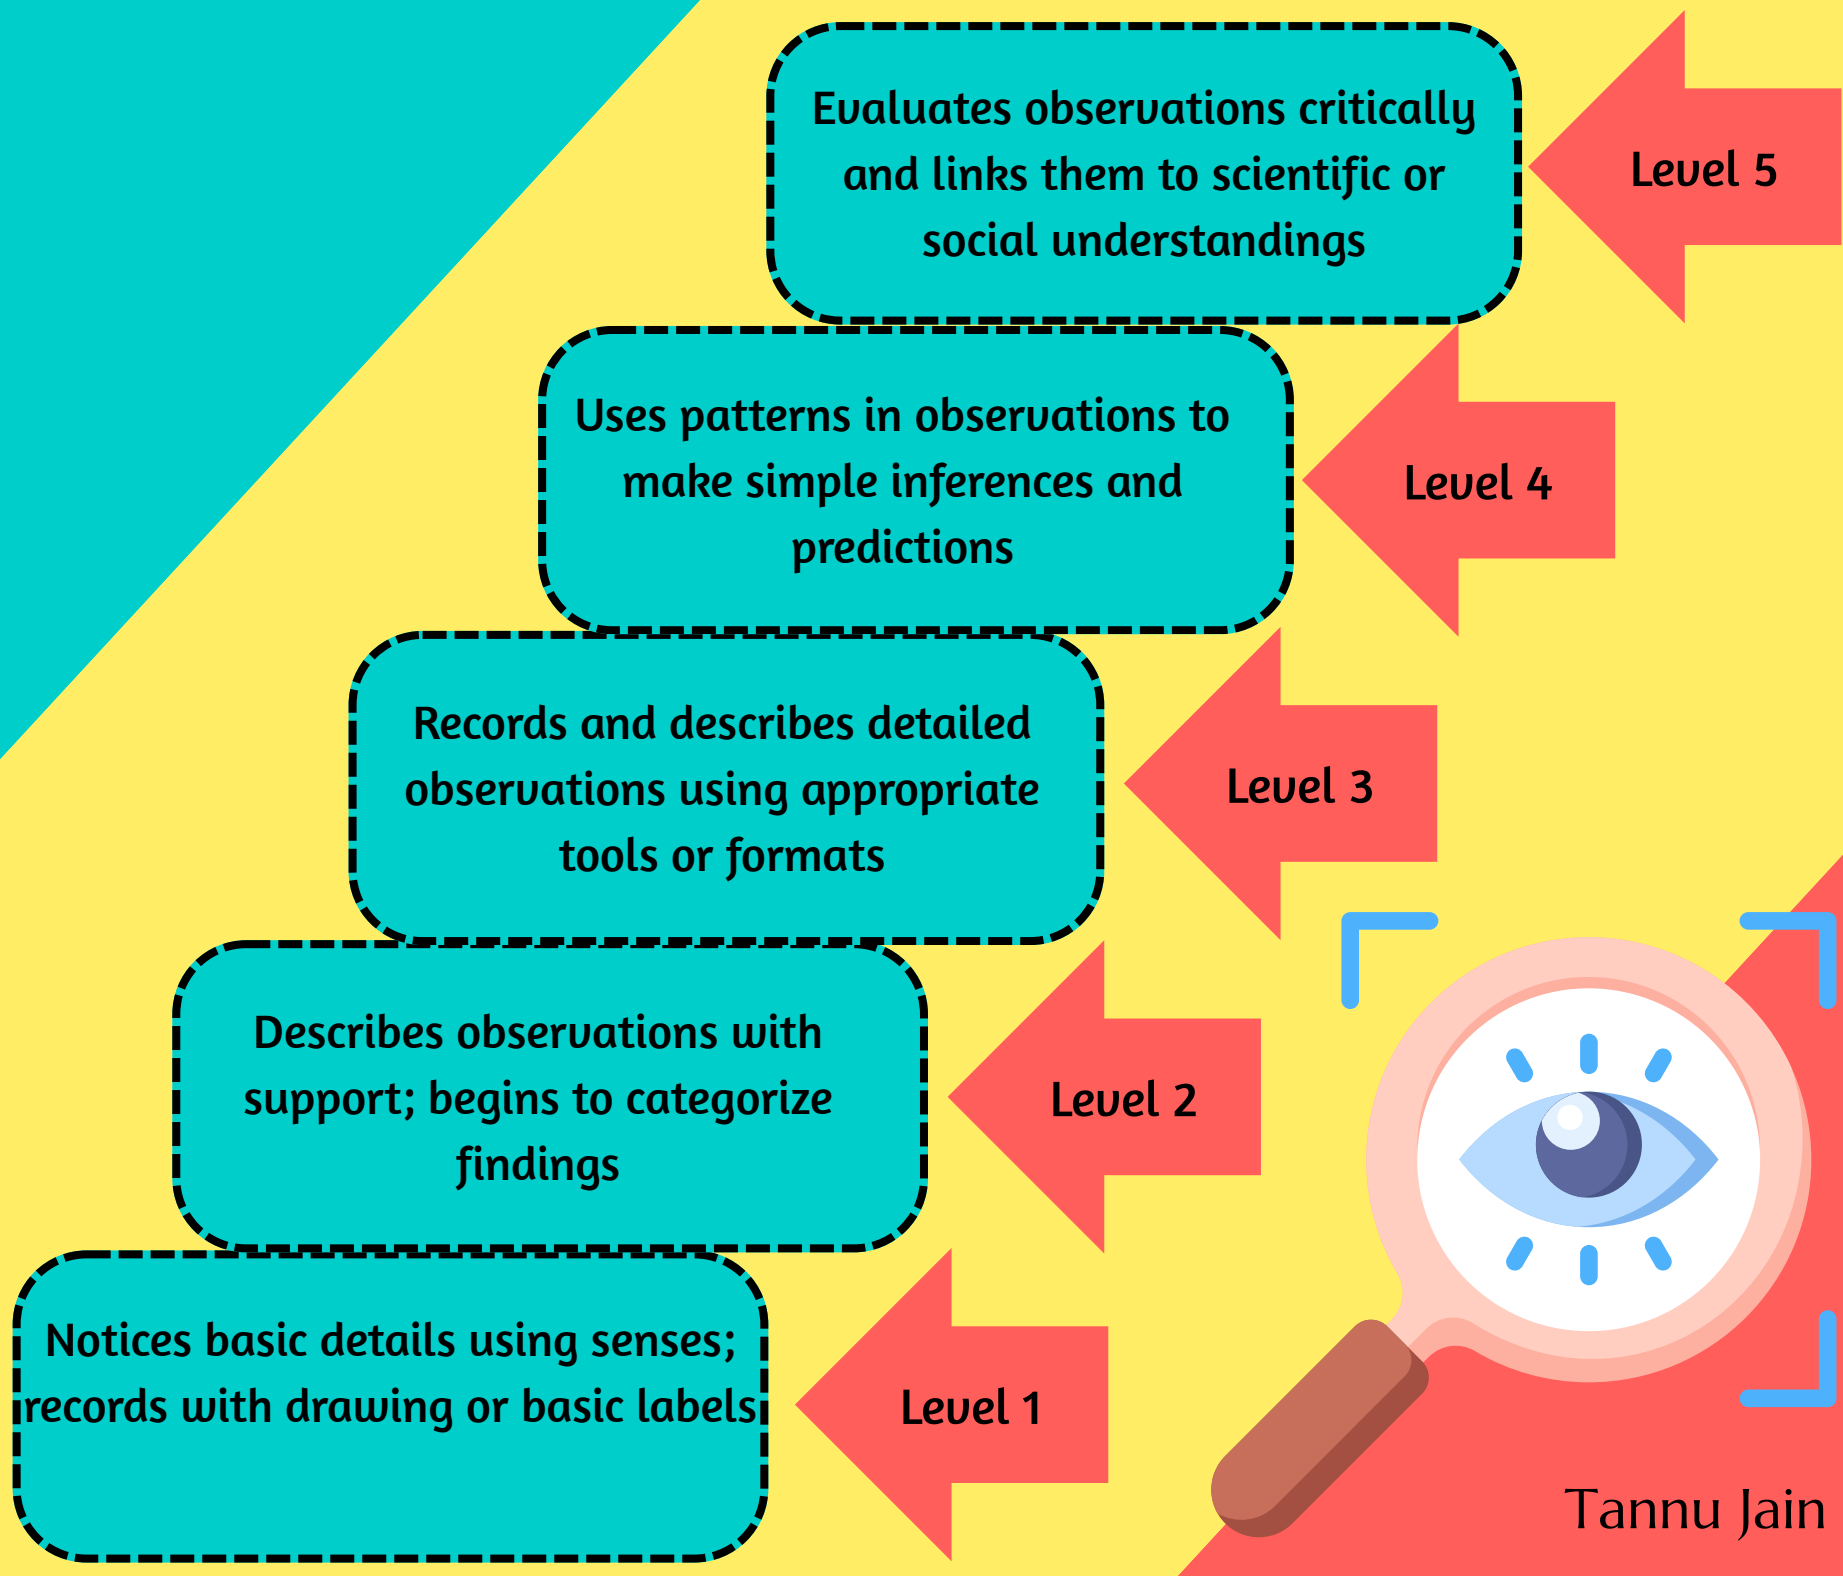 Evaluates observations critically
and links them to scientific or
social understandings
Level 5
Uses patterns in observations to
make simple inferences and
predictions
Level 4
Records and describes detailed
observations using appropriate
tools or formats
Level 3
Describes observations with
support; begins to categorize
findings
Level 2
Notices basic details using senses;
records with drawing or basic labels
Level 1
Tannu Jain